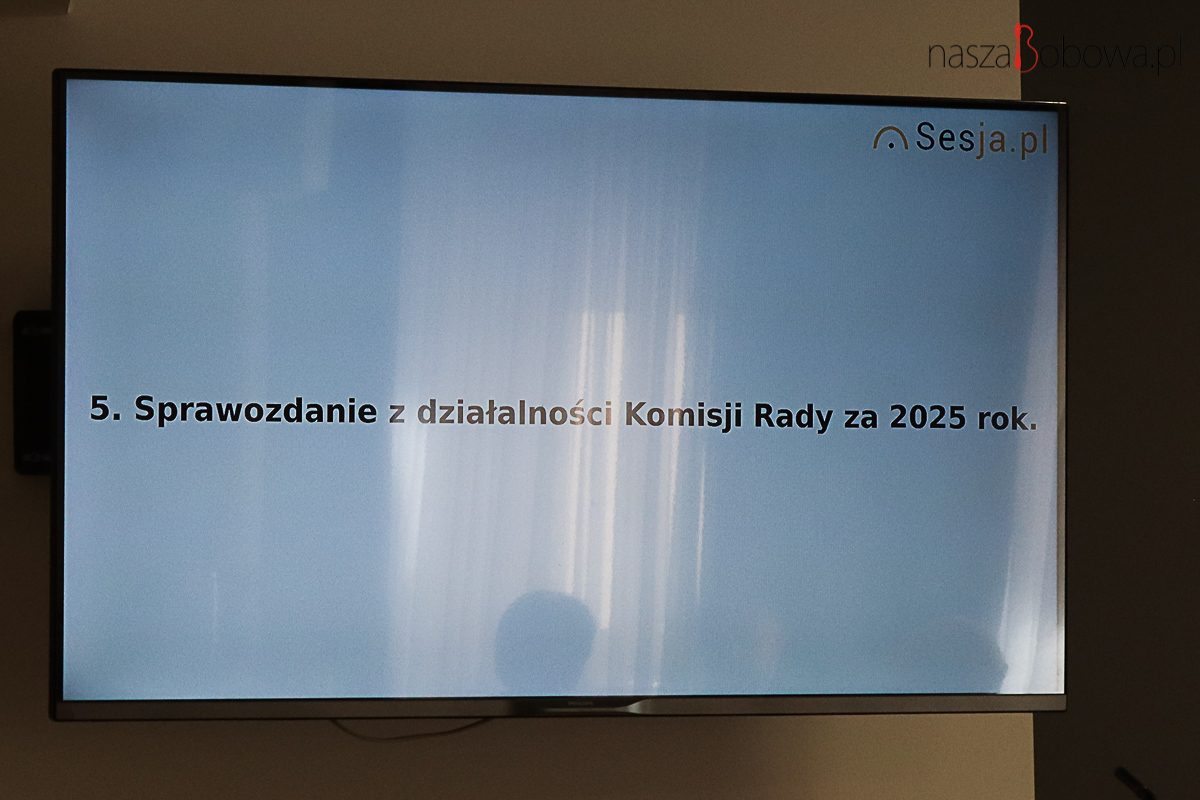 naszaBobowa.pl
Sesja.pl
5. Sprawozdanie z działalności Komisji Rady za 2025 rok.